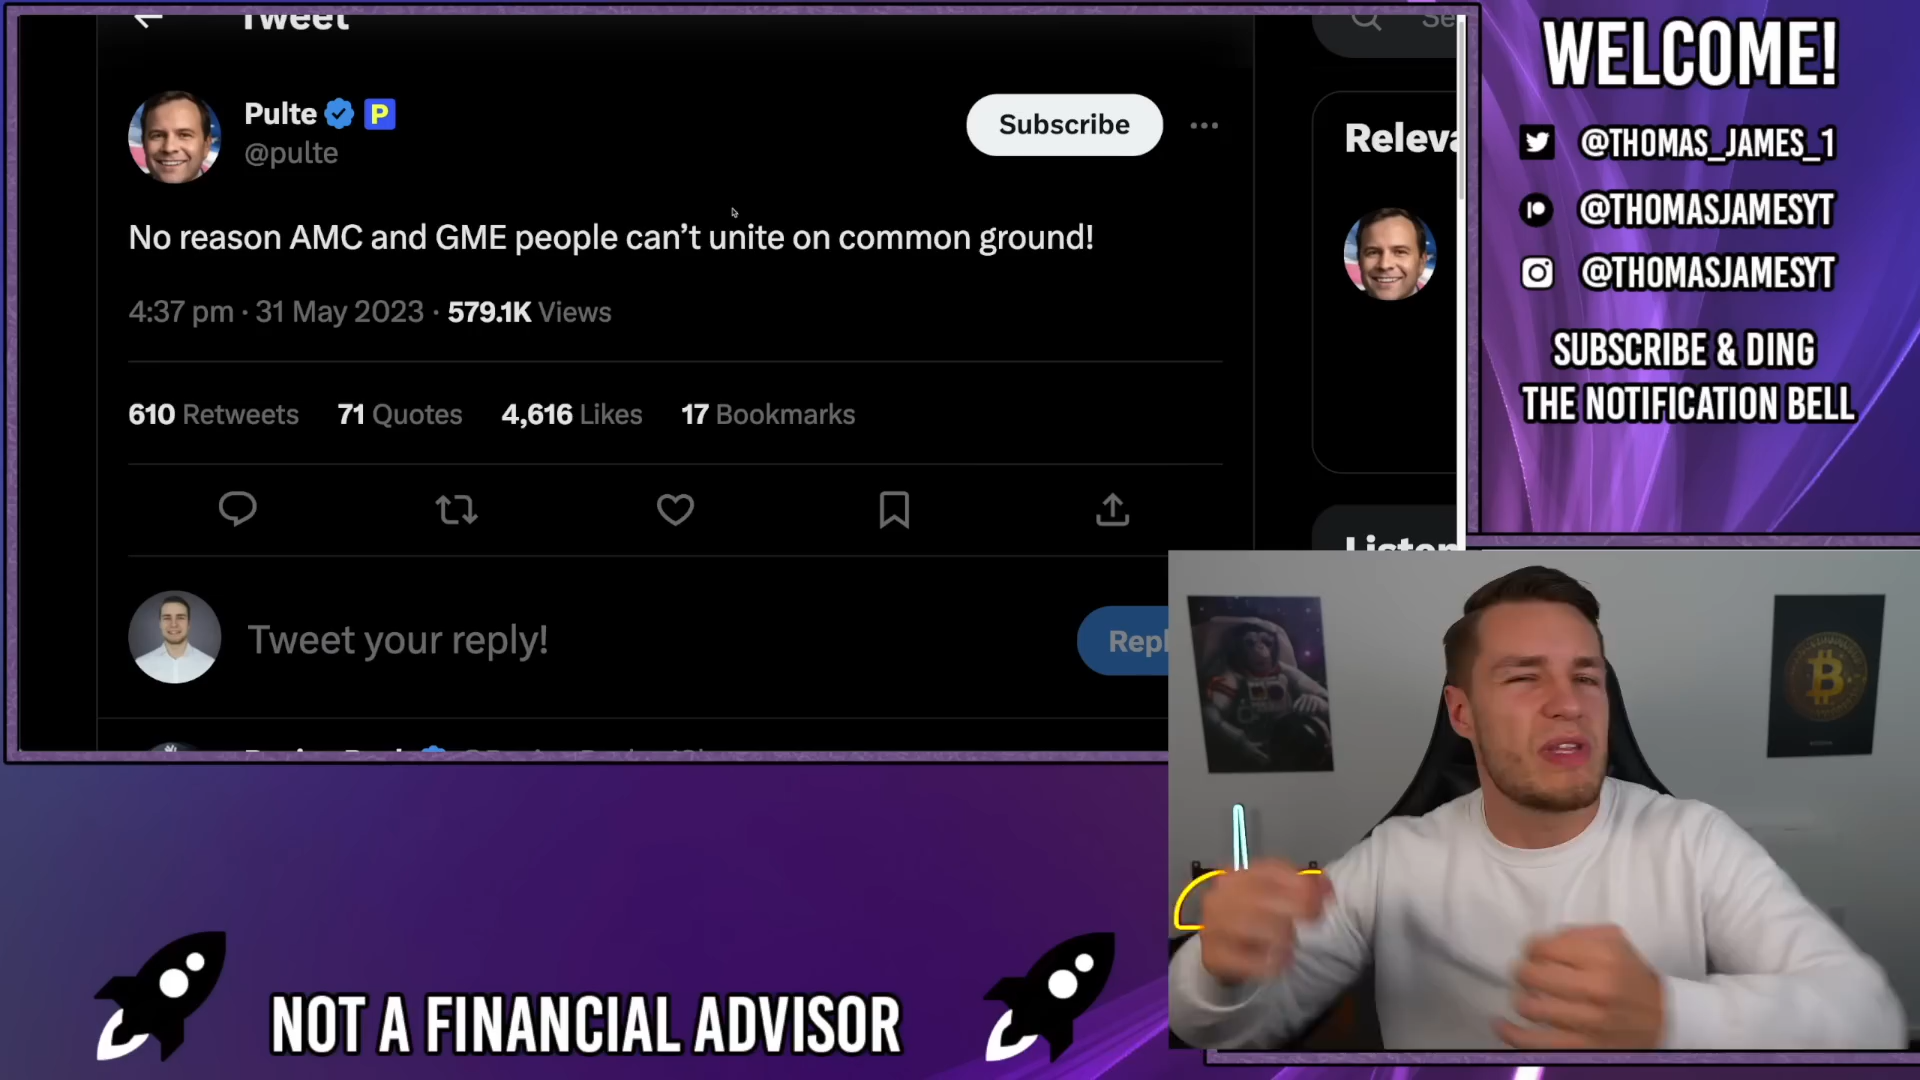 Tweet
Pulte
P
@pulte
Subscribe
No reason AMC and GME people can’t unite on common ground!
4:37 pm · 31 May 2023 · 579.1K Views
610 Retweets 71 Quotes 4,616 Likes 17 Bookmarks
Tweet your reply!
WELCOME!
@THOMAS_JAMES_1
@THOMASJAMESYT
@THOMASJAMESYT
SUBSCRIBE & DING
THE NOTIFICATION BELL
NOT A FINANCIAL ADVISOR